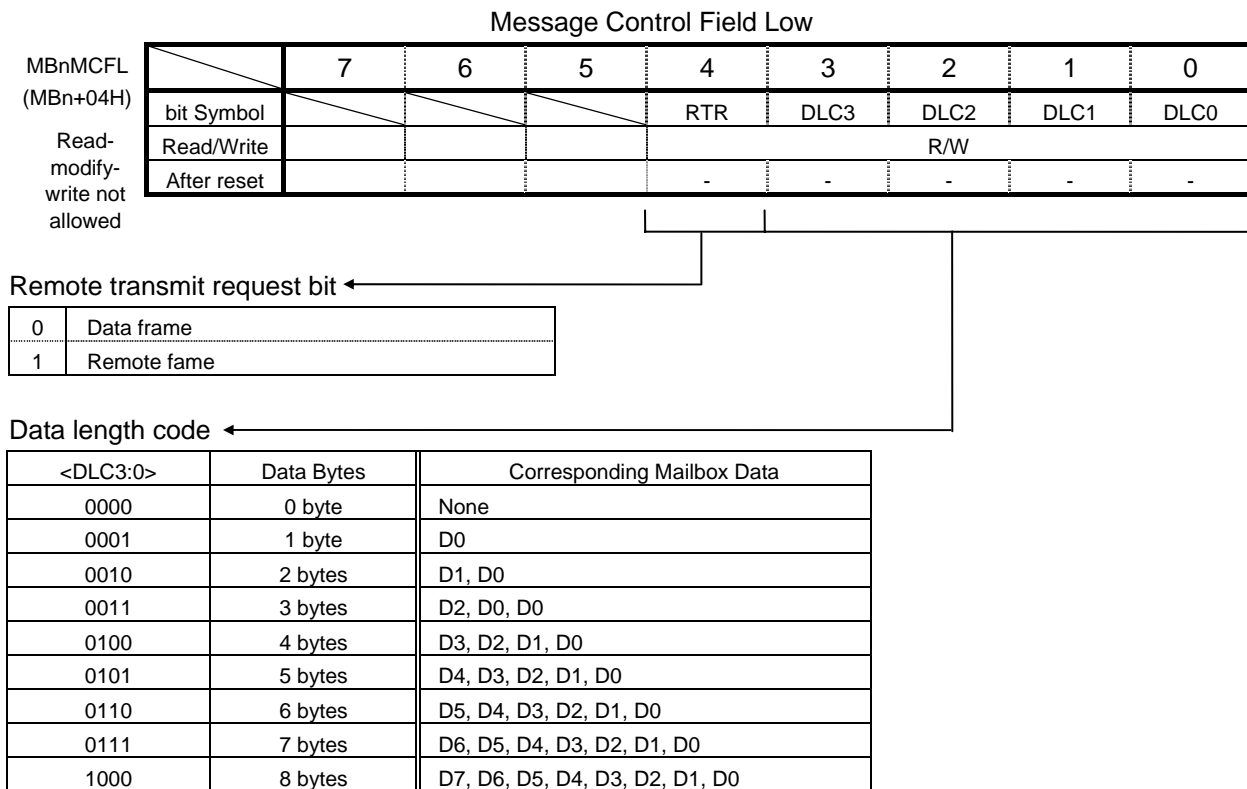 Message Control Field Low
MBnMCFL
(MBn+04H)
Read-
modify-
write not
allowed
7 6 5 4 3 2 1 0
bit Symbol RTR DLC3 DLC2 DLC1 DLC0
Read/Write R/W
After reset - - - - -
Remote transmit request bit
0 Data frame
1 Remote fame
Data length code
<DLC3:0> Data Bytes Corresponding Mailbox Data
0000 0 byte None
0001 1 byte D0
0010 2 bytes D1, D0
0011 3 bytes D2, D0, D0
0100 4 bytes D3, D2, D1, D0
0101 5 bytes D4, D3, D2, D1, D0
0110 6 bytes D5, D4, D3, D2, D1, D0
0111 7 bytes D6, D5, D4, D3, D2, D1, D0
1000 8 bytes D7, D6, D5, D4, D3, D2, D1, D0